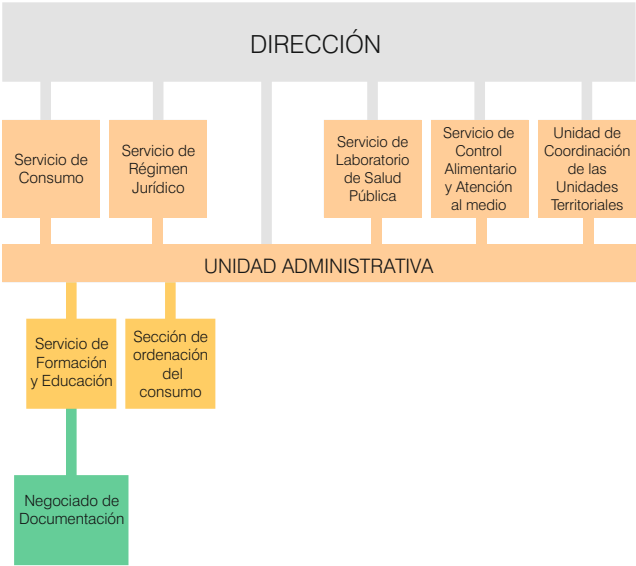 DIRECCIÓN
Servicio de
Consumo
Servicio de
Régimen
Jurídico
Servicio de
Laboratorio
de Salud
Pública
Servicio de
Control
Alimentario
y Atención
al medio
Unidad de
Coordinación
de las
Unidades
Territoriales
UNIDAD ADMINISTRATIVA
Servicio de
Formación
y Educación
Sección de
ordenación
del
consumo
Negociado de
Documentación